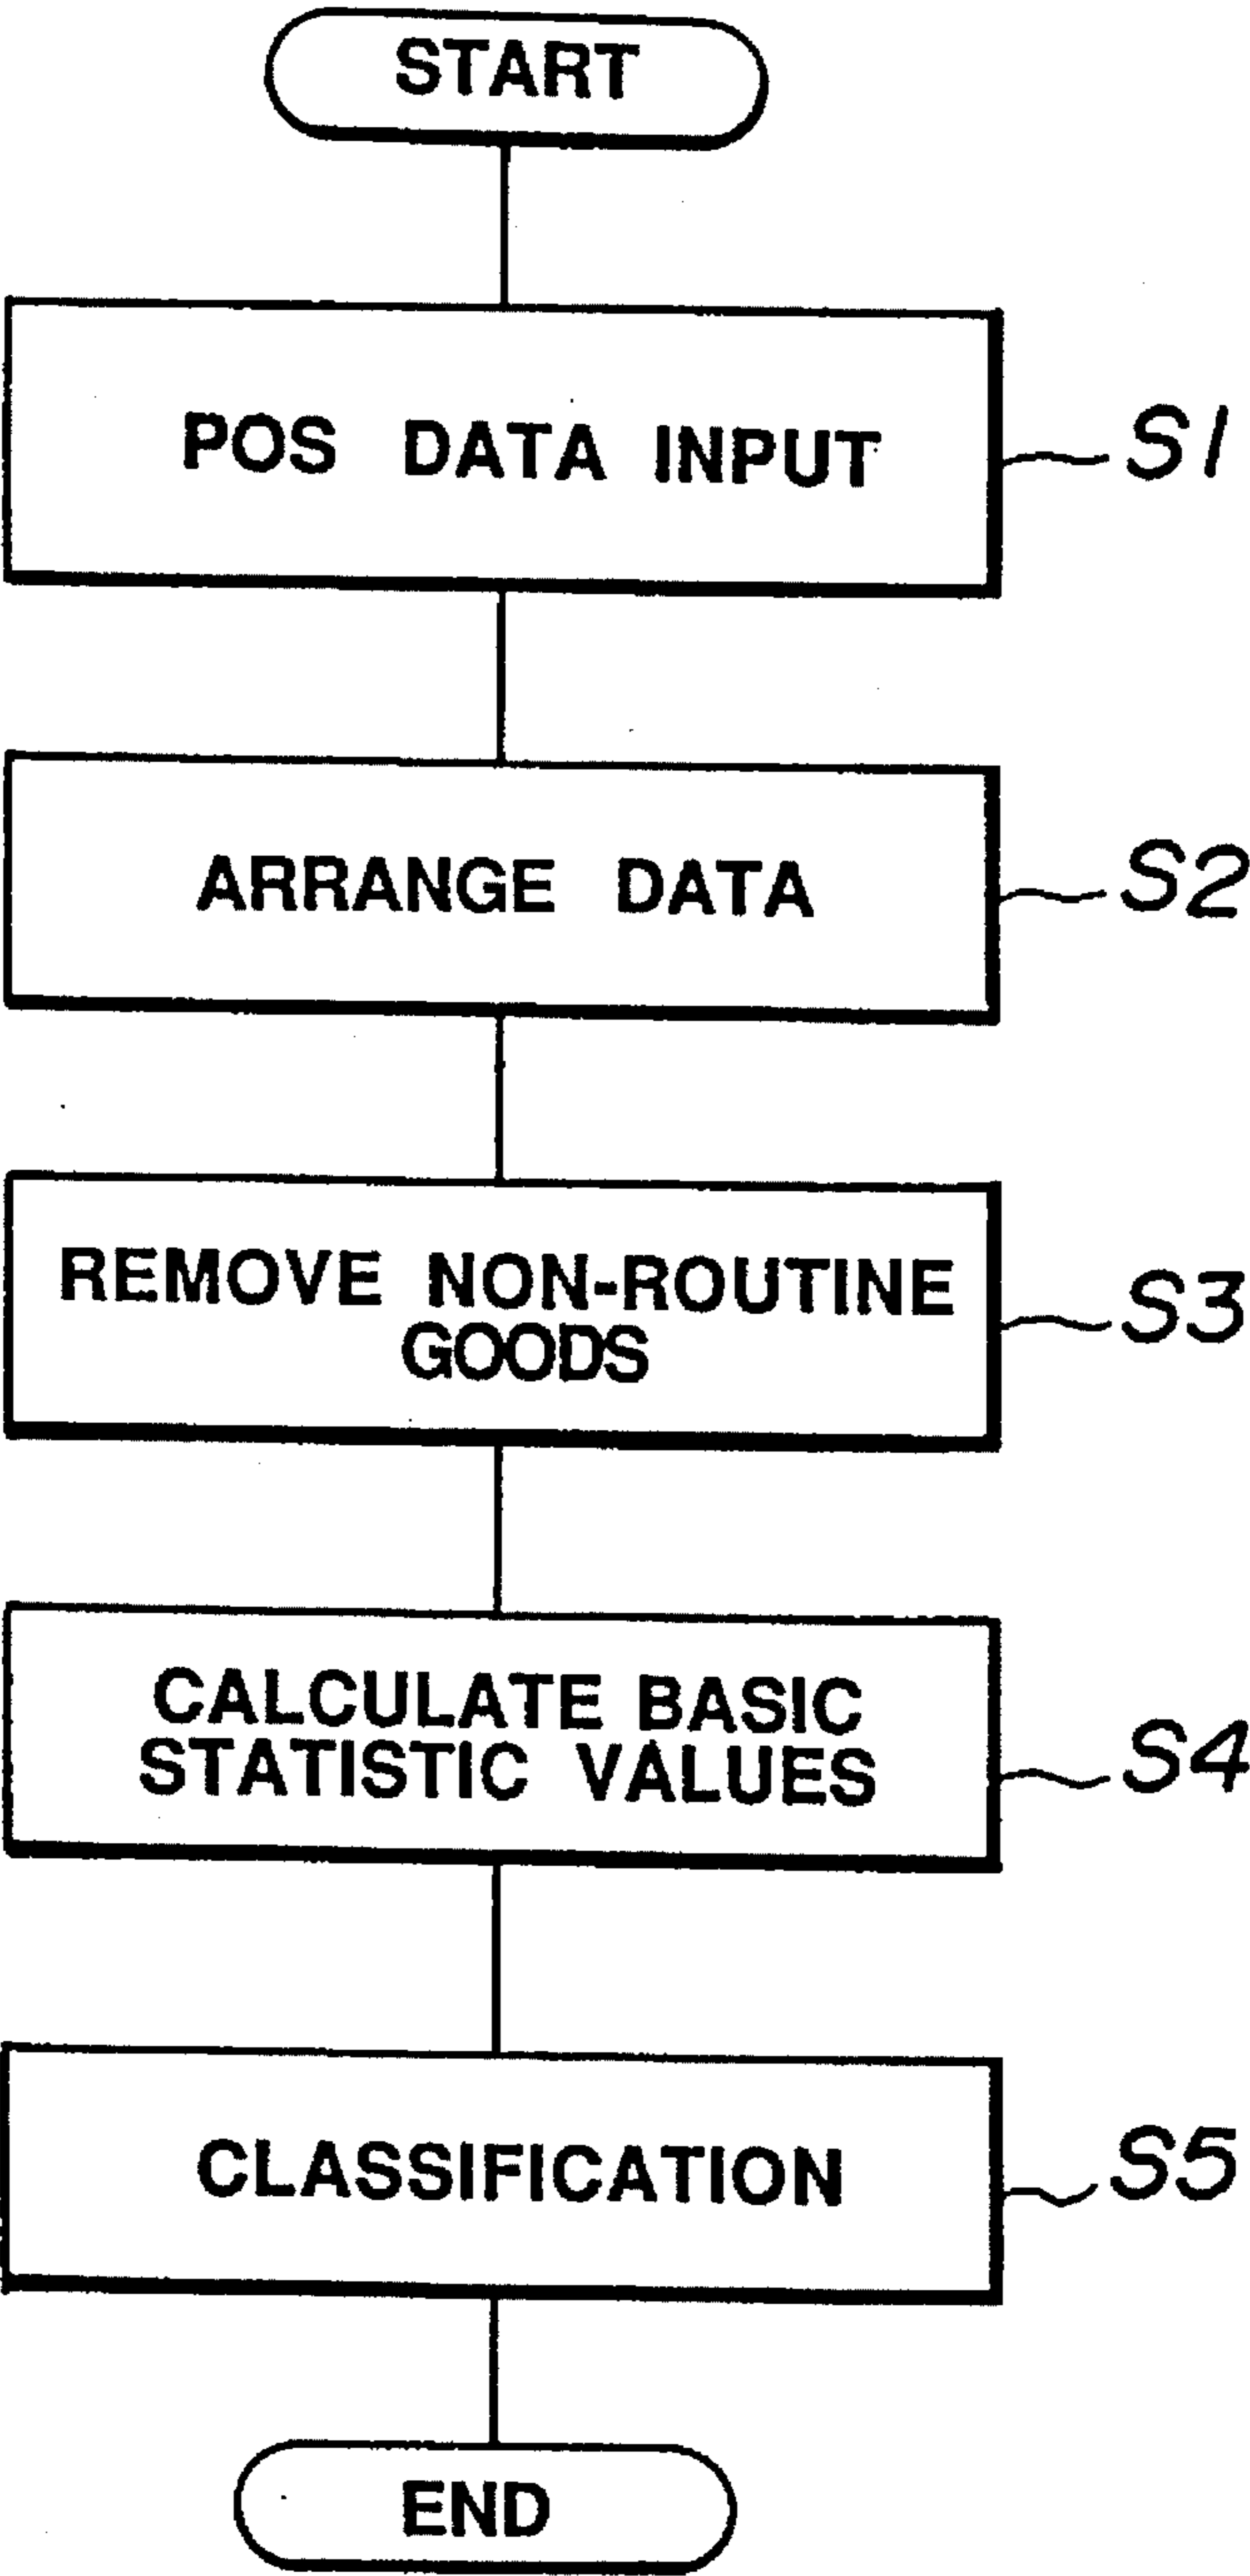 START
POS DATA INPUT
S1
ARRANGE DATA
S2
REMOVE NON-ROUTINE
GOODS
S3
CALCULATE BASIC
STATISTIC VALUES
S4
CLASSIFICATION
S5
END